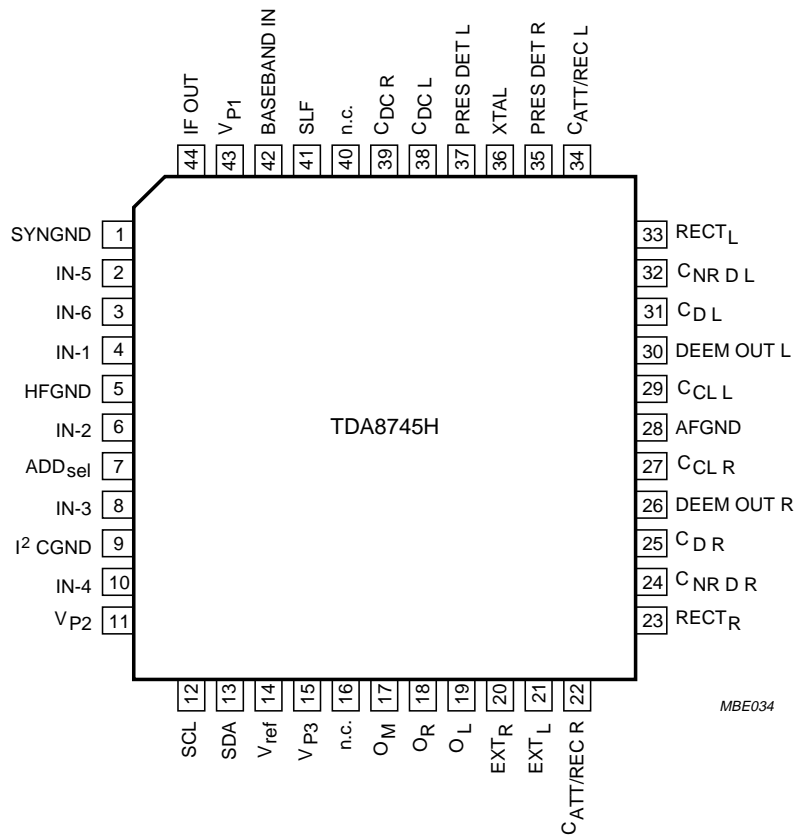 IF OUT 44
VP1 43
BASEBAND IN 42
SLF 41
n.c. 40
CDC R 39
CDC L 38
PRES DET L 37
XTAL 36
PRES DET R 35
CATT/REC L 34
SYNGND 1
IN-5 2
IN-6 3
IN-1 4
HFGND 5
IN-2 6
ADDsel 7
IN-3 8
I2 CGND 9
IN-4 10
VP2 11
TDA8745H
33 RECTL
32 CNR D L
31 CD L
30 DEEM OUT L
29 CCL L
28 AFGND
27 CCL R
26 DEEM OUT R
25 CD R
24 CNR D R
23 RECTR
12 SCL
13 SDA
14 Vref
15 VP3
16 n.c.
17 OM
18 OR
19 OL
20 EXTR
21 EXTL
22 CATT/REC R
MBE034